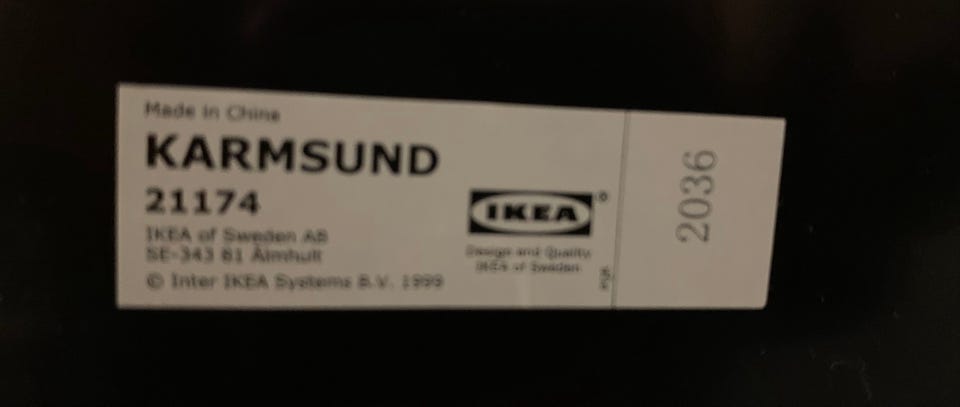 Made in China
KARMSUND
21174
IKEA of Sweden AB
SE-343 81 Älmhult
© Inter IKEA Systems B.V. 1999
IKEA®
Design and Quality
IKEA of Sweden
2036